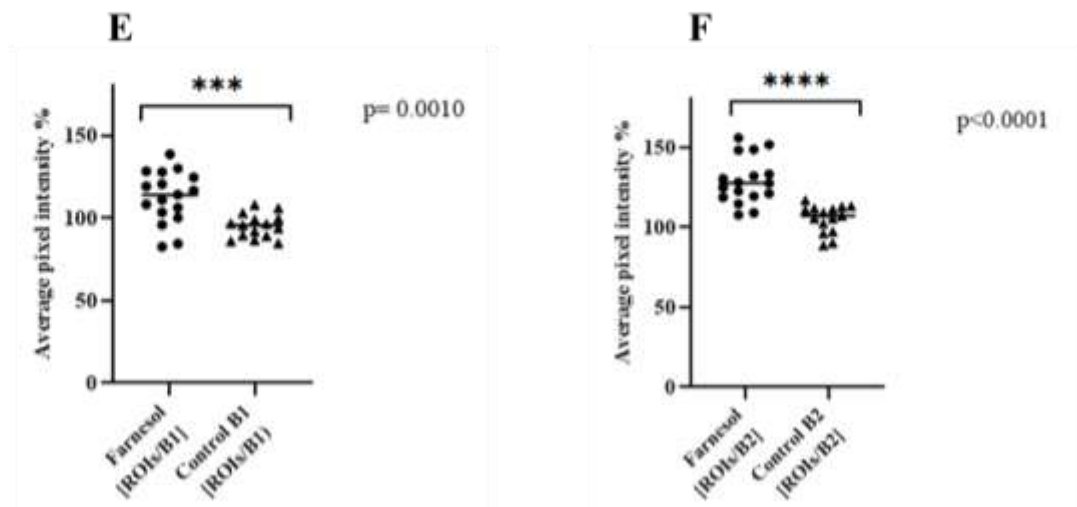 E
***
p= 0.0010
Average pixel intensity %
150
100
50
0
Farnesol
[ROIs/B1]
Control B1
[ROIs/B1)
F
****
p<0.0001
Average pixel intensity %
150
100
50
0
Farnesol
[ROIs/B2]
Control B2
[ROIs/B2]